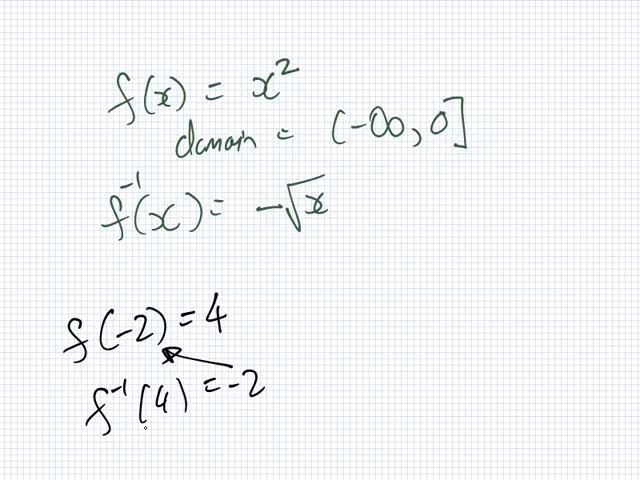 f(x) = x²
domain = (-∞, 0]
f⁻¹(x) = -√x
f(-2) = 4
f⁻¹(4) = -2